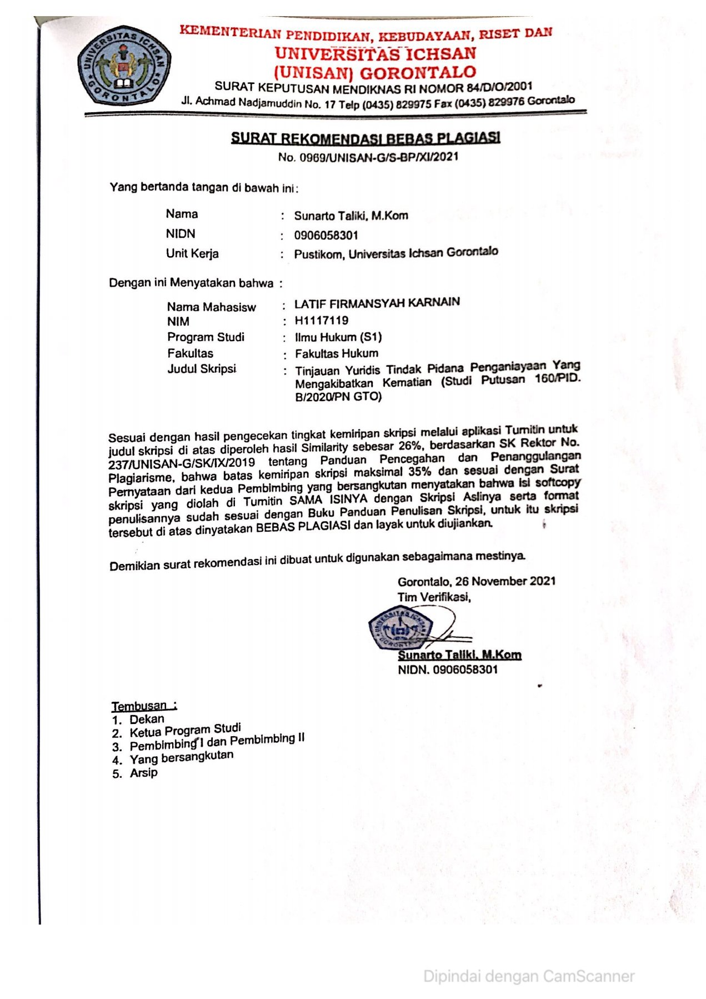 UNIVERSITAS ICHSAN
GORONTALO
KEMENTERIAN PENDIDIKAN, KEBUDAYAAN, RISET DAN
UNIVERSITAS ICHSAN
(UNISAN) GORONTALO
SURAT KEPUTUSAN MENDIKNAS RI NOMOR 84/D/O/2001
Jl. Achmad Nadjamuddin No. 17 Telp (0435) 829975 Fax (0435) 829976 Gorontalo
SURAT REKOMENDASI BEBAS PLAGIASI
No. 0969/UNISAN-G/S-BP/XI/2021
Yang bertanda tangan di bawah ini :
Nama : Sunarto Taliki, M.Kom
NIDN : 0906058301
Unit Kerja : Pustikom, Universitas Ichsan Gorontalo
Dengan ini Menyatakan bahwa :
Nama Mahasisw : LATIF FIRMANSYAH KARNAIN
NIM : H1117119
Program Studi : Ilmu Hukum (S1)
Fakultas : Fakultas Hukum
Judul Skripsi : Tinjauan Yuridis Tindak Pidana Penganiayaan Yang
Mengakibatkan Kematian (Studi Putusan 160/PID.
B/2020/PN GTO)
Sesuai dengan hasil pengecekan tingkat kemiripan skripsi melalui aplikasi Turnitin untuk
judul skripsi di atas diperoleh hasil Similarity sebesar 26%, berdasarkan SK Rektor No.
237/UNISAN-G/SK/IX/2019 tentang Panduan Pencegahan dan Penanggulangan
Plagiarisme, bahwa batas kemiripan skripsi maksimal 35% dan sesuai dengan Surat
Pernyataan dari kedua Pembimbing yang bersangkutan menyatakan bahwa isi softcopy
skripsi yang diolah di Turnitin SAMA ISINYA dengan Skripsi Aslinya serta format
penulisannya sudah sesuai dengan Buku Panduan Penulisan Skripsi, untuk itu skripsi
tersebut di atas dinyatakan BEBAS PLAGIASI dan layak untuk diujiankan.
Demikian surat rekomendasi ini dibuat untuk digunakan sebagaimana mestinya.
Gorontalo, 26 November 2021
Tim Verifikasi,
UNIVERSITAS ICHSAN
GORONTALO
Sunarto Taliki, M.Kom
NIDN. 0906058301
Tembusan :
1. Dekan
2. Ketua Program Studi
3. Pembimbing I dan Pembimbing II
4. Yang bersangkutan
5. Arsip
Dipindai dengan CamScanner